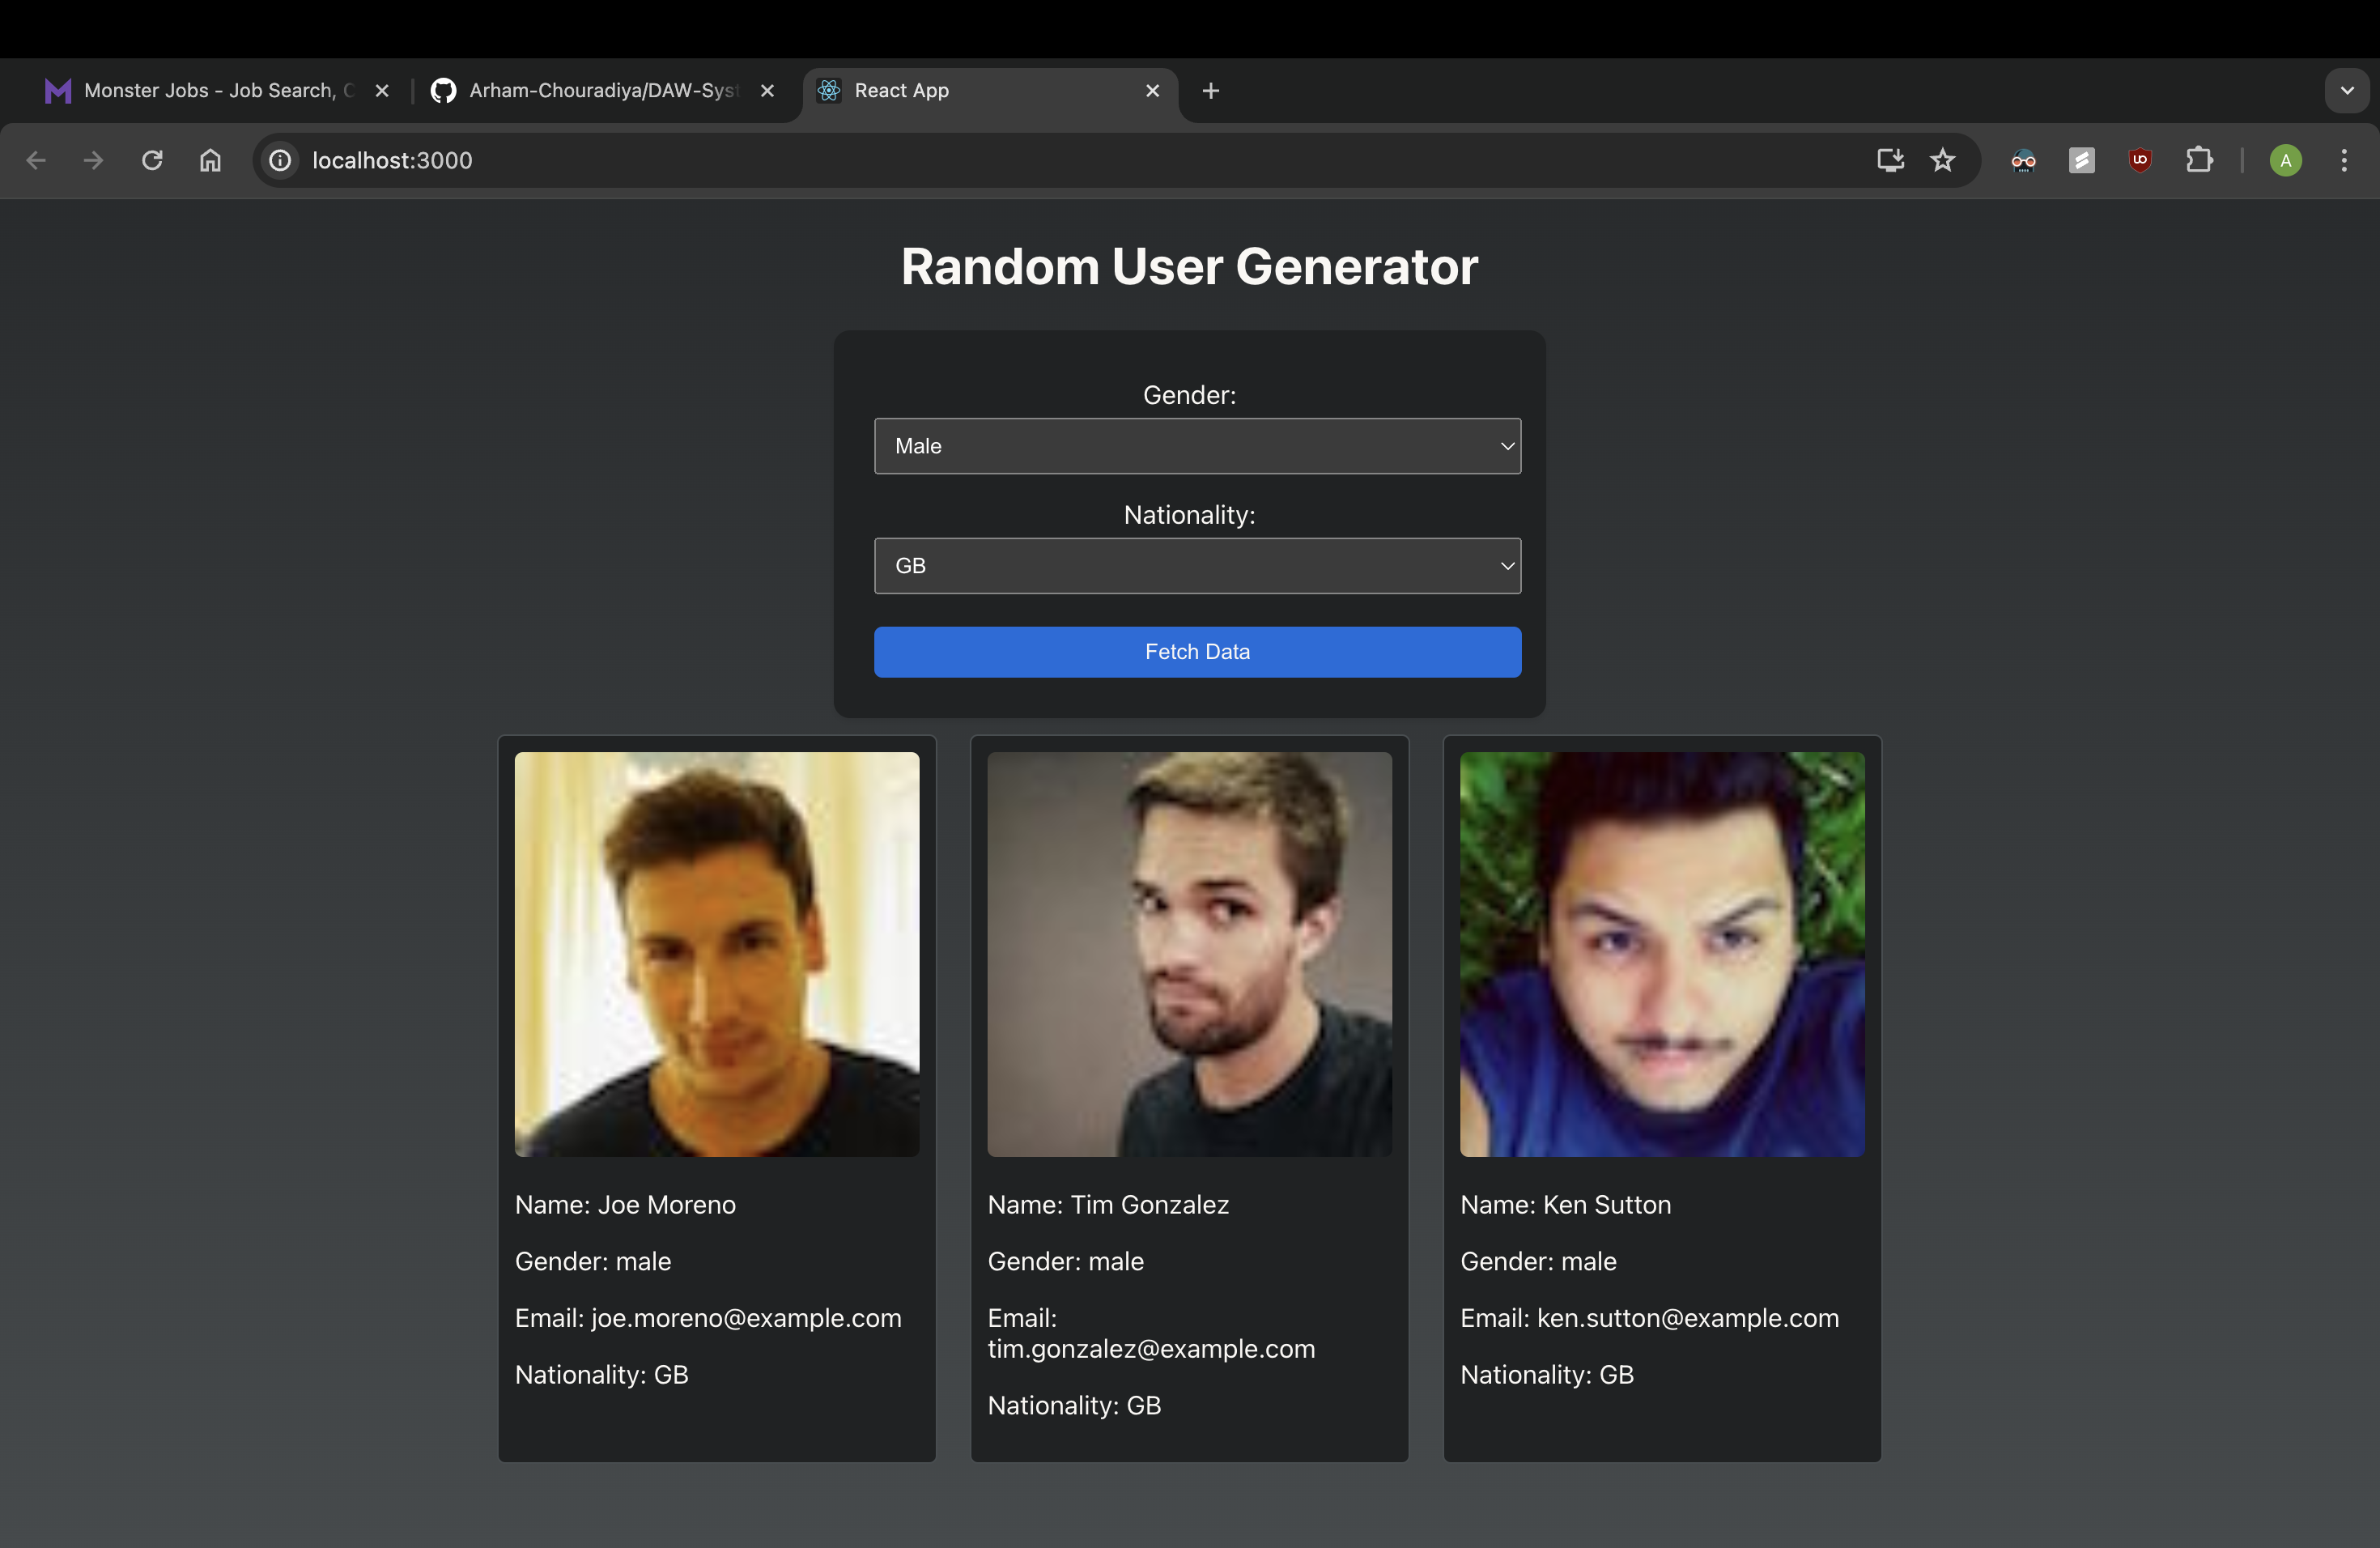 Monster Jobs - Job Search, C
Arham-Chouradiya/DAW-Syst
React App
localhost:3000
A
Random User Generator
Gender:
Male
Nationality:
GB
Fetch Data
Name: Joe Moreno
Gender: male
Email: joe.moreno@example.com
Nationality: GB
Name: Tim Gonzalez
Gender: male
Email:
tim.gonzalez@example.com
Nationality: GB
Name: Ken Sutton
Gender: male
Email: ken.sutton@example.com
Nationality: GB